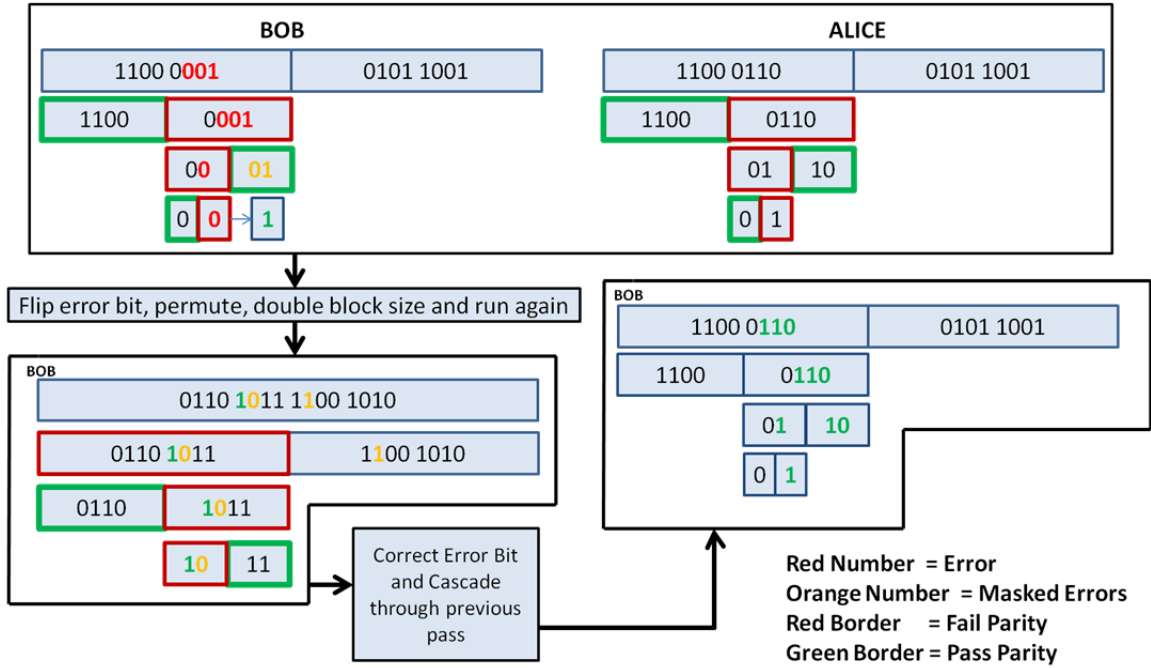 BOB
1100 0001 0101 1001
1100 0001
00 01
0 0 1
ALICE
1100 0110 0101 1001
1100 0110
01 10
0 1
Flip error bit, permute, double block size and run again
BOB
0110 1011 1100 1010
0110 1011 1100 1010
0110 1011
10 11
Correct Error Bit
and Cascade
through previous
pass
BOB
1100 0110 0101 1001
1100 0110
01 10
0 1
Red Number = Error
Orange Number = Masked Errors
Red Border = Fail Parity
Green Border = Pass Parity